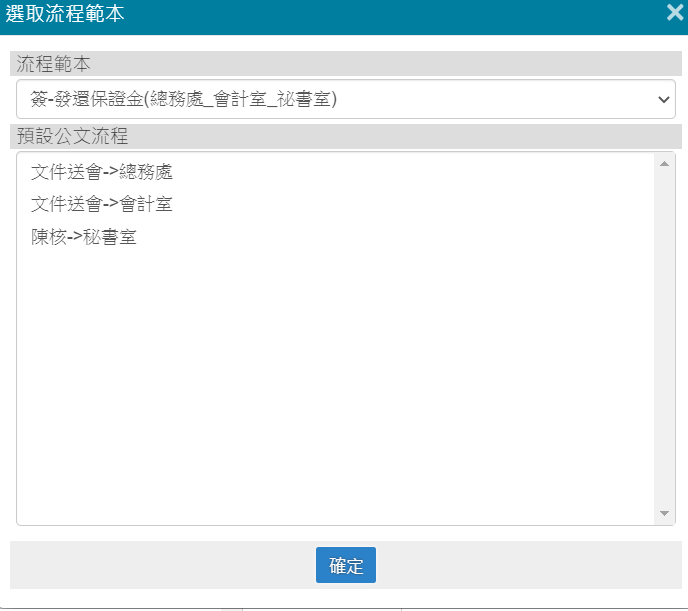 選取流程範本
流程範本
簽-發還保證金(總務處_會計室_祕書室)
預設公文流程
文件送會->總務處
文件送會->會計室
陳核->秘書室
確定